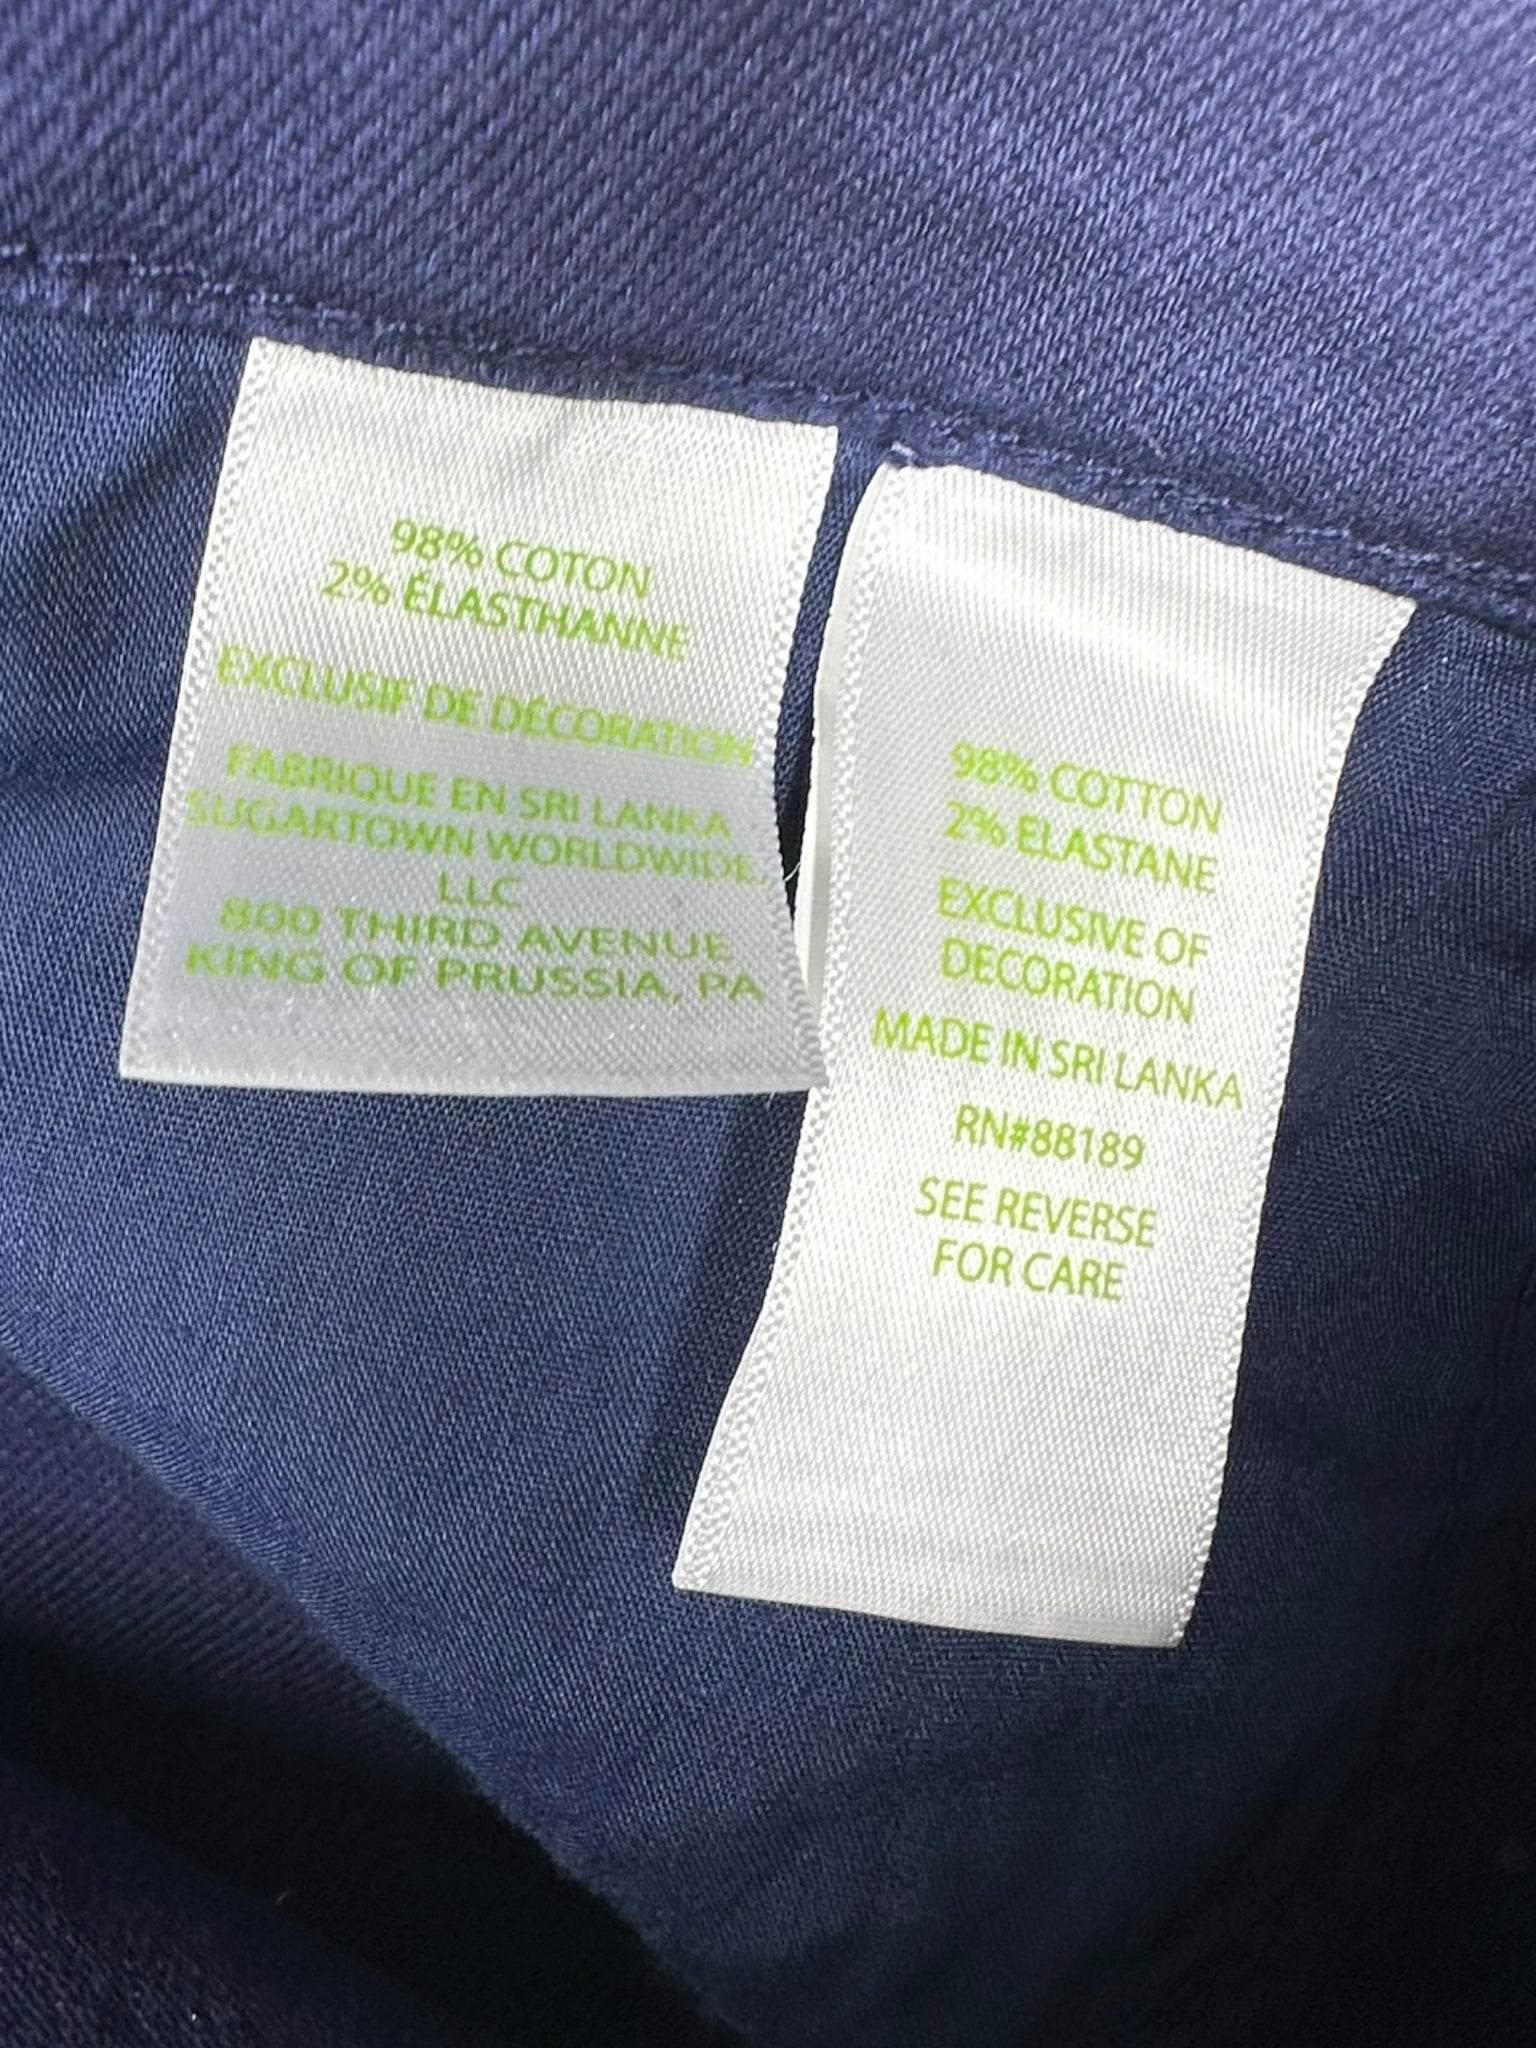 98% COTON
2% ÉLASTHANNE
EXCLUSIF DE DÉCORATION
FABRIQUE EN SRI LANKA
SUGARTOWN WORLDWIDE,
LLC
800 THIRD AVENUE
KING OF PRUSSIA, PA
98% COTTON
2% ELASTANE
EXCLUSIVE OF
DECORATION
MADE IN SRI LANKA
RN#88189
SEE REVERSE
FOR CARE